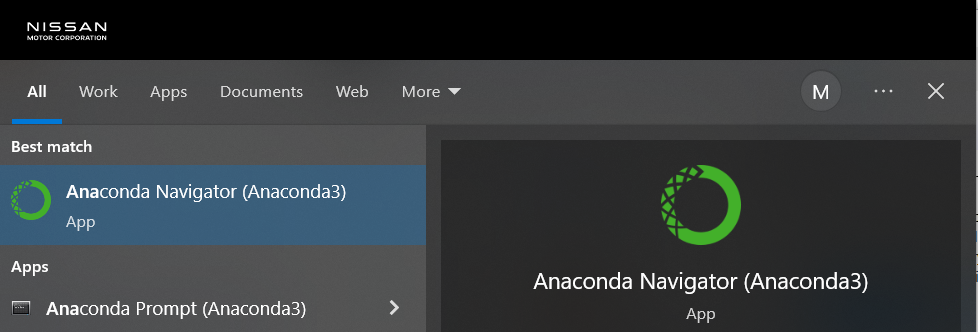 NISSAN
MOTOR CORPORATION
All Work Apps Documents Web More M
Best match
Anaconda Navigator (Anaconda3)
App
Apps
Anaconda Prompt (Anaconda3)
Anaconda Navigator (Anaconda3)
App